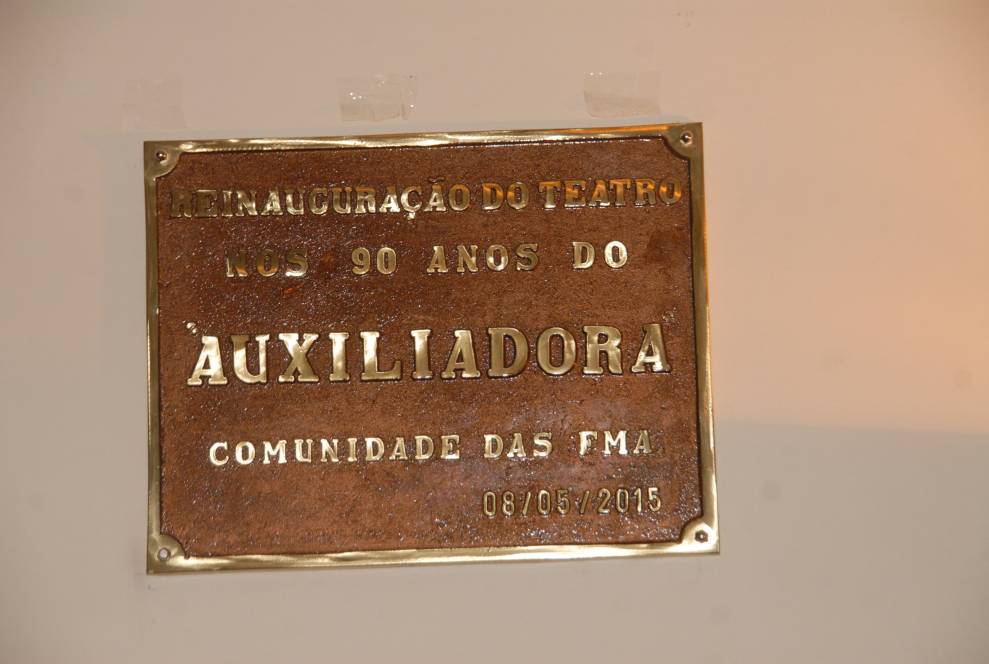 REINAUGURAÇÃO DO TEATRO
NOS 90 ANOS DO
"AUXILIADORA"
COMUNIDADE DAS FMA
08/05/2015